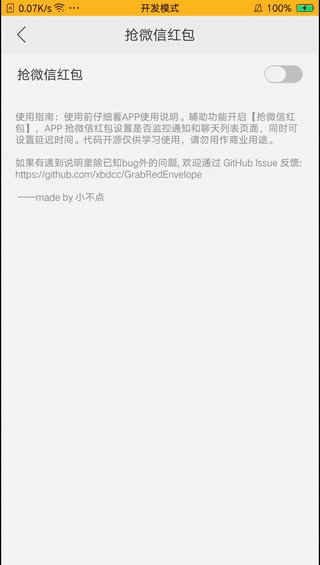 0.07K/s 开发模式 100%
抢微信红包
抢微信红包
使用指南：使用前仔细看APP使用说明。辅助功能开启【抢微信红
包】，APP 抢微信红包设置是否监控通知和聊天列表页面，同时可
设置延迟时间。代码开源仅供学习使用，请勿用作商业用途。
如果有遇到说明里除已知bug外的问题, 欢迎通过 GitHub Issue 反馈:
https://github.com/xbdcc/GrabRedEnvelope
——made by 小不点